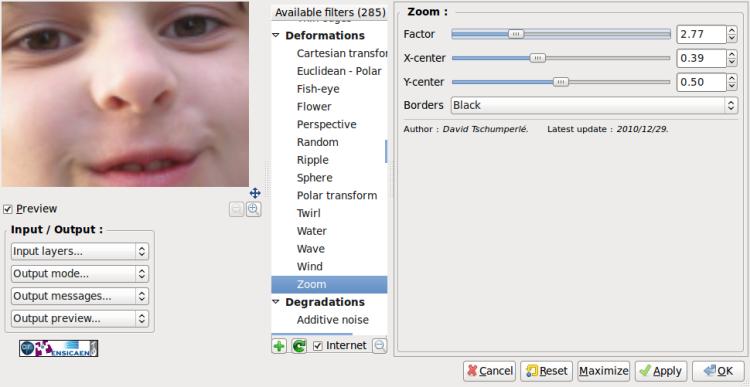 Available filters (285)
Deformations
Cartesian transfor
Euclidean - Polar
Fish-eye
Flower
Perspective
Random
Ripple
Sphere
Polar transform
Twirl
Water
Wave
Wind
Zoom
Degradations
Additive noise
Internet
Preview
Input / Output :
Input layers...
Output mode...
Output messages...
Output preview...
ENSICAEN
Zoom :
Factor 2.77
X-center 0.39
Y-center 0.50
Borders Black
Author : David Tschumperlé. Latest update : 2010/12/29.
Cancel Reset Maximize Apply OK